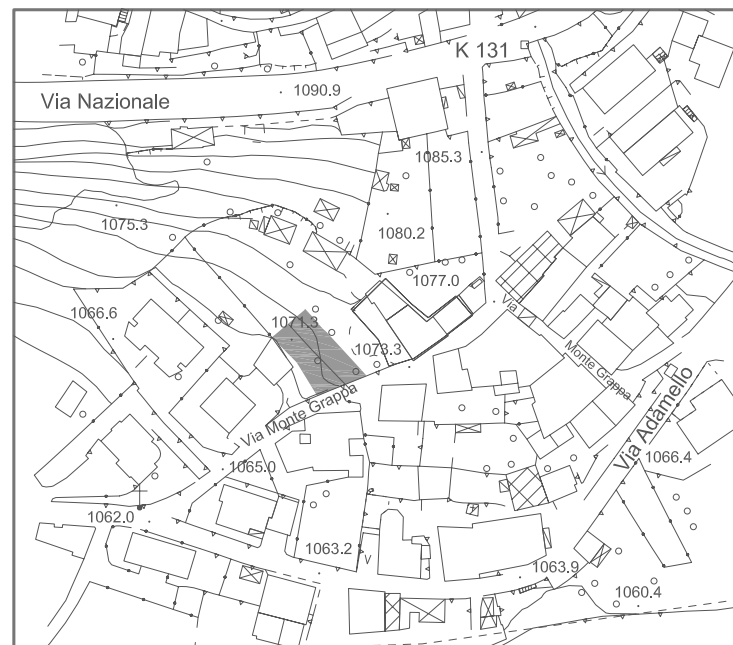 K 131
Via Nazionale
1090.9
1085.3
1075.3
1080.2
1077.0
1066.6
1071.3
Via
1073.3
Monte Grappa
Via Monte Grappa
Via Adamello
1065.0
1066.4
1062.0
1063.2
1063.9
1060.4